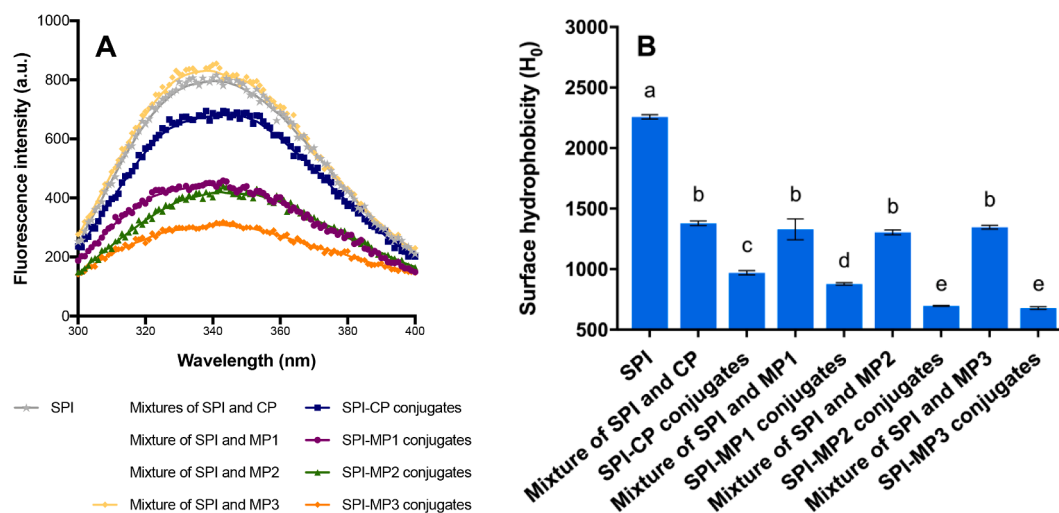 A
Fluorescence intensity (a.u.)
1000
800
600
400
200
0
300
320
340
360
380
400
Wavelength (nm)
SPI
Mixtures of SPI and CP
SPI-CP conjugates
Mixture of SPI and MP1
SPI-MP1 conjugates
Mixture of SPI and MP2
SPI-MP2 conjugates
Mixture of SPI and MP3
SPI-MP3 conjugates
B
Surface hydrophobicity (H₀)
3000
2500
2000
1500
1000
500
a
b
c
b
d
b
e
b
e
SPI
Mixture of SPI and CP
SPI-CP conjugates
Mixture of SPI and MP1
SPI-MP1 conjugates
Mixture of SPI and MP2
SPI-MP2 conjugates
Mixture of SPI and MP3
SPI-MP3 conjugates